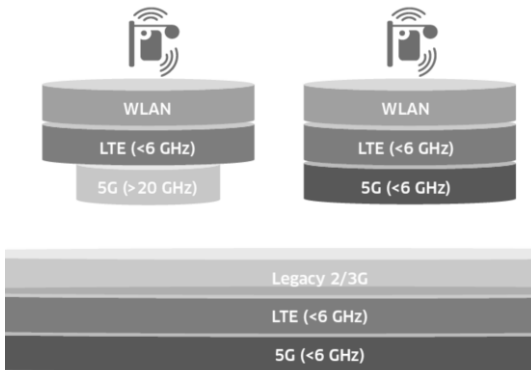 WLAN
LTE (<6 GHz)
5G (>20 GHz)
WLAN
LTE (<6 GHz)
5G (<6 GHz)
Legacy 2/3G
LTE (<6 GHz)
5G (<6 GHz)